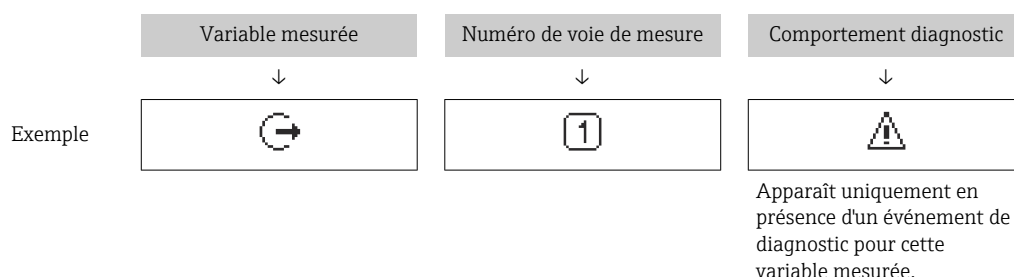 Variable mesurée Numéro de voie de mesure Comportement diagnostic
↓ ↓ ↓
Exemple 1
Apparaît uniquement en
présence d'un événement de
diagnostic pour cette
variable mesurée.